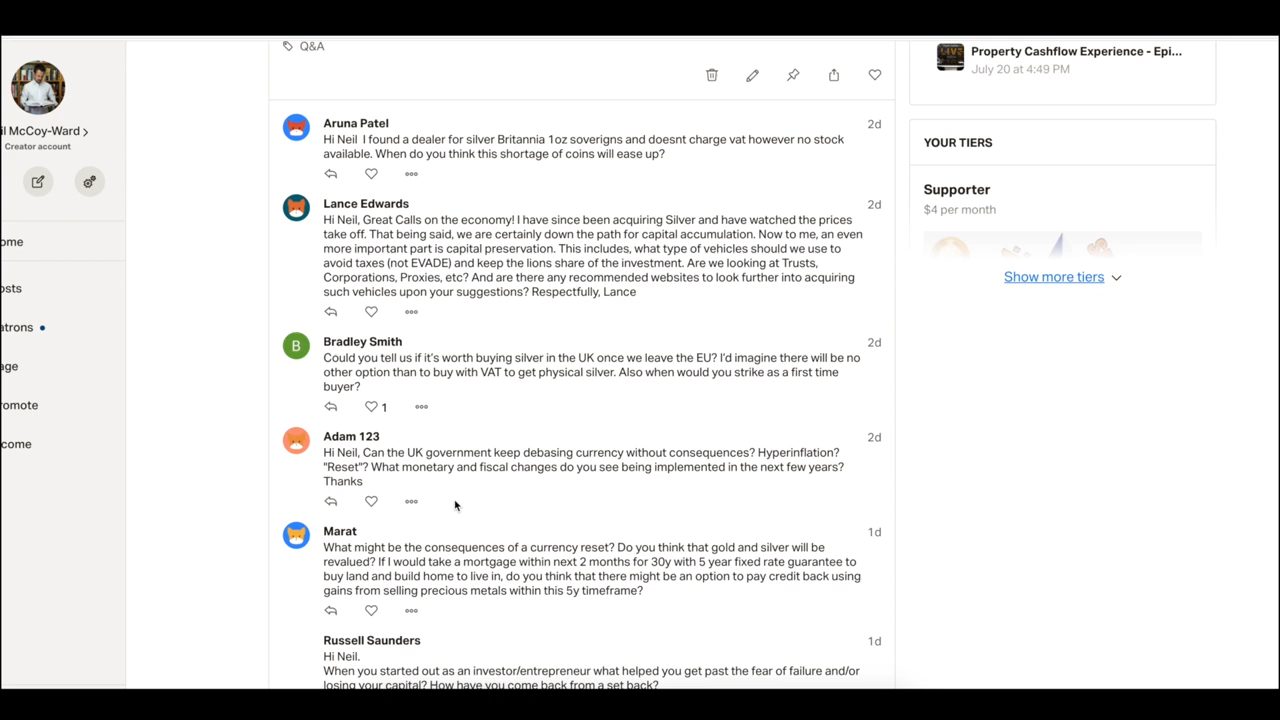 Q&A
Property Cashflow Experience - Epi...
July 20 at 4:49 PM
il McCoy-Ward
Creator account
ome
osts
atrons
age
romote
come
Aruna Patel
2d
Hi Neil I found a dealer for silver Britannia 1oz soverigns and doesnt charge vat however no stock
available. When do you think this shortage of coins will ease up?
Lance Edwards
2d
Hi Neil, Great Calls on the economy! I have since been acquiring Silver and have watched the prices
take off. That being said, we are certainly down the path for capital accumulation. Now to me, an even
more important part is capital preservation. This includes, what type of vehicles should we use to
avoid taxes (not EVADE) and keep the lions share of the investment. Are we looking at Trusts,
Corporations, Proxies, etc? And are there any recommended websites to look further into acquiring
such vehicles upon your suggestions? Respectfully, Lance
B
Bradley Smith
2d
Could you tell us if it's worth buying silver in the UK once we leave the EU? I'd imagine there will be no
other option than to buy with VAT to get physical silver. Also when would you strike as a first time
buyer?
1
Adam 123
2d
Hi Neil, Can the UK government keep debasing currency without consequences? Hyperinflation?
"Reset"? What monetary and fiscal changes do you see being implemented in the next few years?
Thanks
Marat
1d
What might be the consequences of a currency reset? Do you think that gold and silver will be
revalued? If I would take a mortgage within next 2 months for 30y with 5 year fixed rate guarantee to
buy land and build home to live in, do you think that there might be an option to pay credit back using
gains from selling precious metals within this 5y timeframe?
Russell Saunders
1d
Hi Neil.
When you started out as an investor/entrepreneur what helped you get past the fear of failure and/or
losing your capital? How have you come back from a set back?
YOUR TIERS
Supporter
$4 per month
Show more tiers